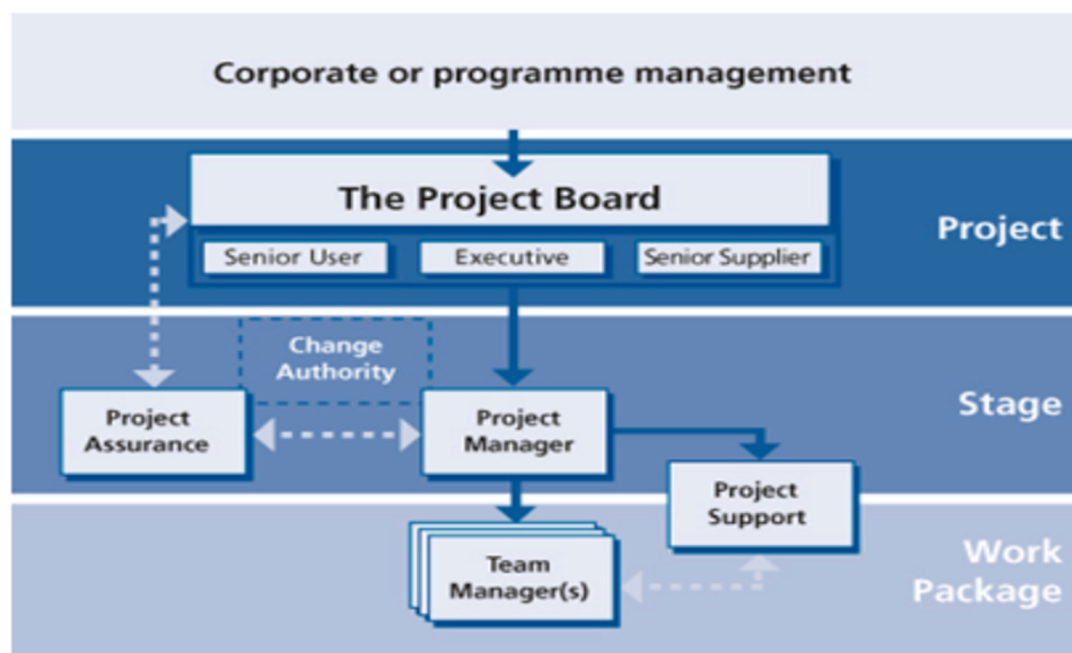 Corporate or programme management
The Project Board
Project
Senior User
Executive
Senior Supplier
Change
Authority
Stage
Project
Assurance
Project
Manager
Project
Support
Team
Manager(s)
Work
Package